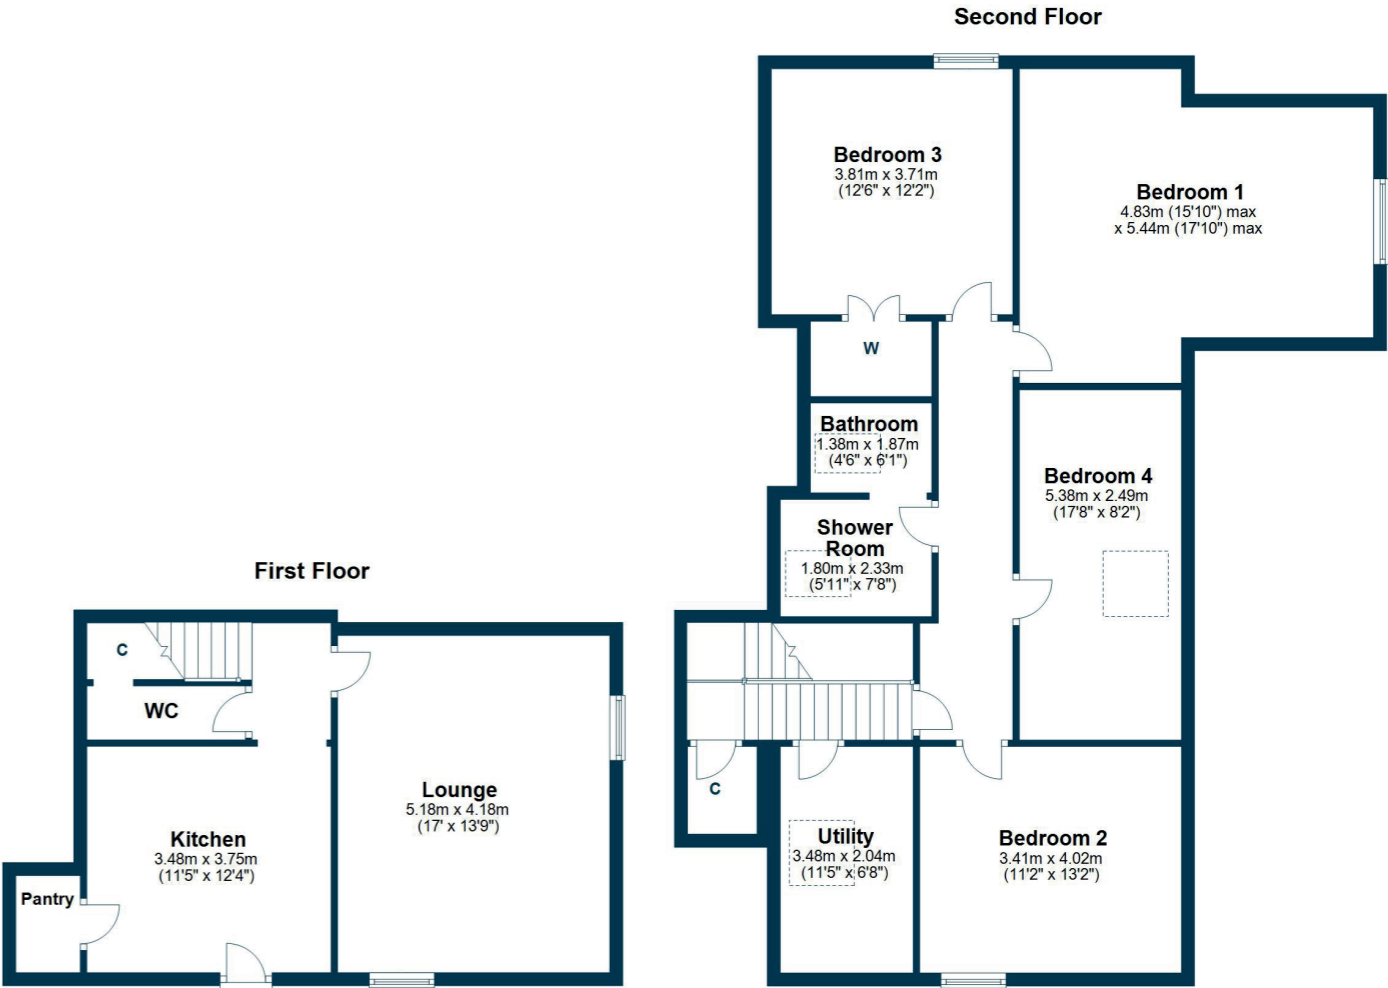 Second Floor
Bedroom 3
3.81m x 3.71m
(12'6" x 12'2")
Bedroom 1
4.83m (15'10") max
x 5.44m (17'10") max
W
Bathroom
1.38m x 1.87m
(4'6" x 6'1")
Bedroom 4
5.38m x 2.49m
(17'8" x 8'2")
Shower
Room
1.80m x 2.33m
(5'11" x 7'8")
C
Utility
3.48m x 2.04m
(11'5" x 6'8")
Bedroom 2
3.41m x 4.02m
(11'2" x 13'2")
First Floor
C
WC
Lounge
5.18m x 4.18m
(17' x 13'9")
Kitchen
3.48m x 3.75m
(11'5" x 12'4")
Pantry